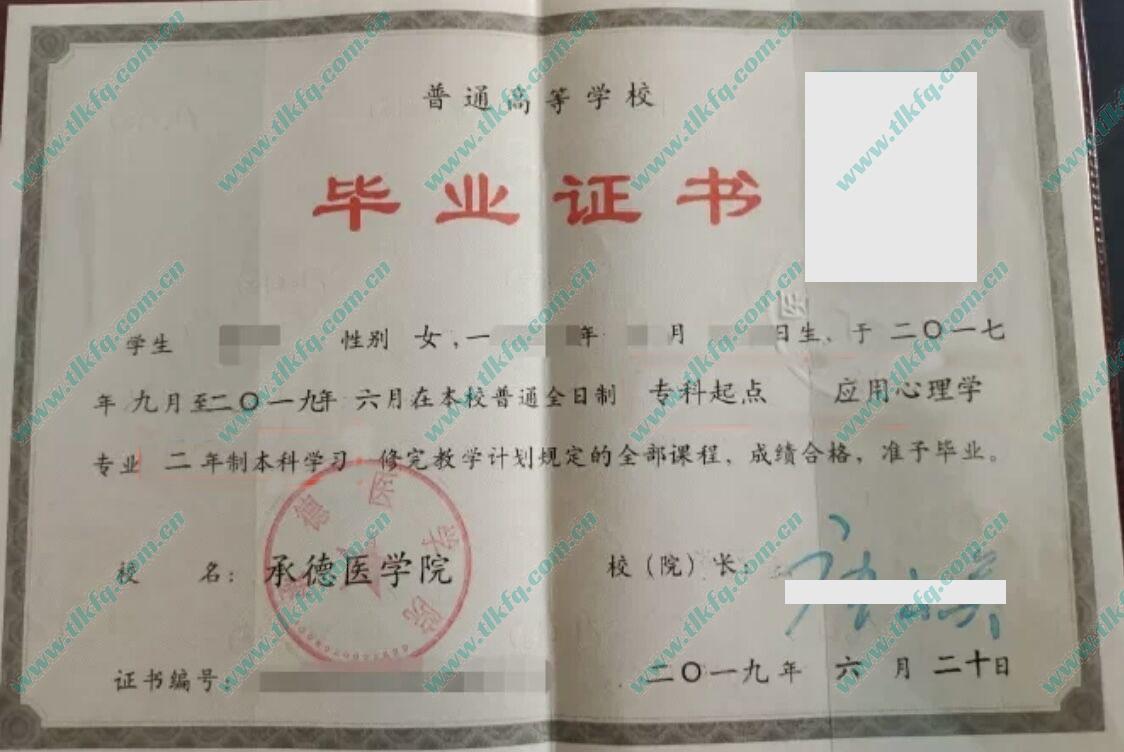 普通高等学校
毕业证书
学生 性别 女，一 年 月 日生，于 二〇一七
年 九月至二〇一九年 六月在本校普通全日制 专科起点 应用心理学
专业 二 年制本科学习，修完教学计划规定的全部课程，成绩合格，准予毕业。
校 名：承德医学院 校（院）长：
证书编号： 二〇一九年 六 月 二十日
承德医学院
www.tlkfq.com.cn